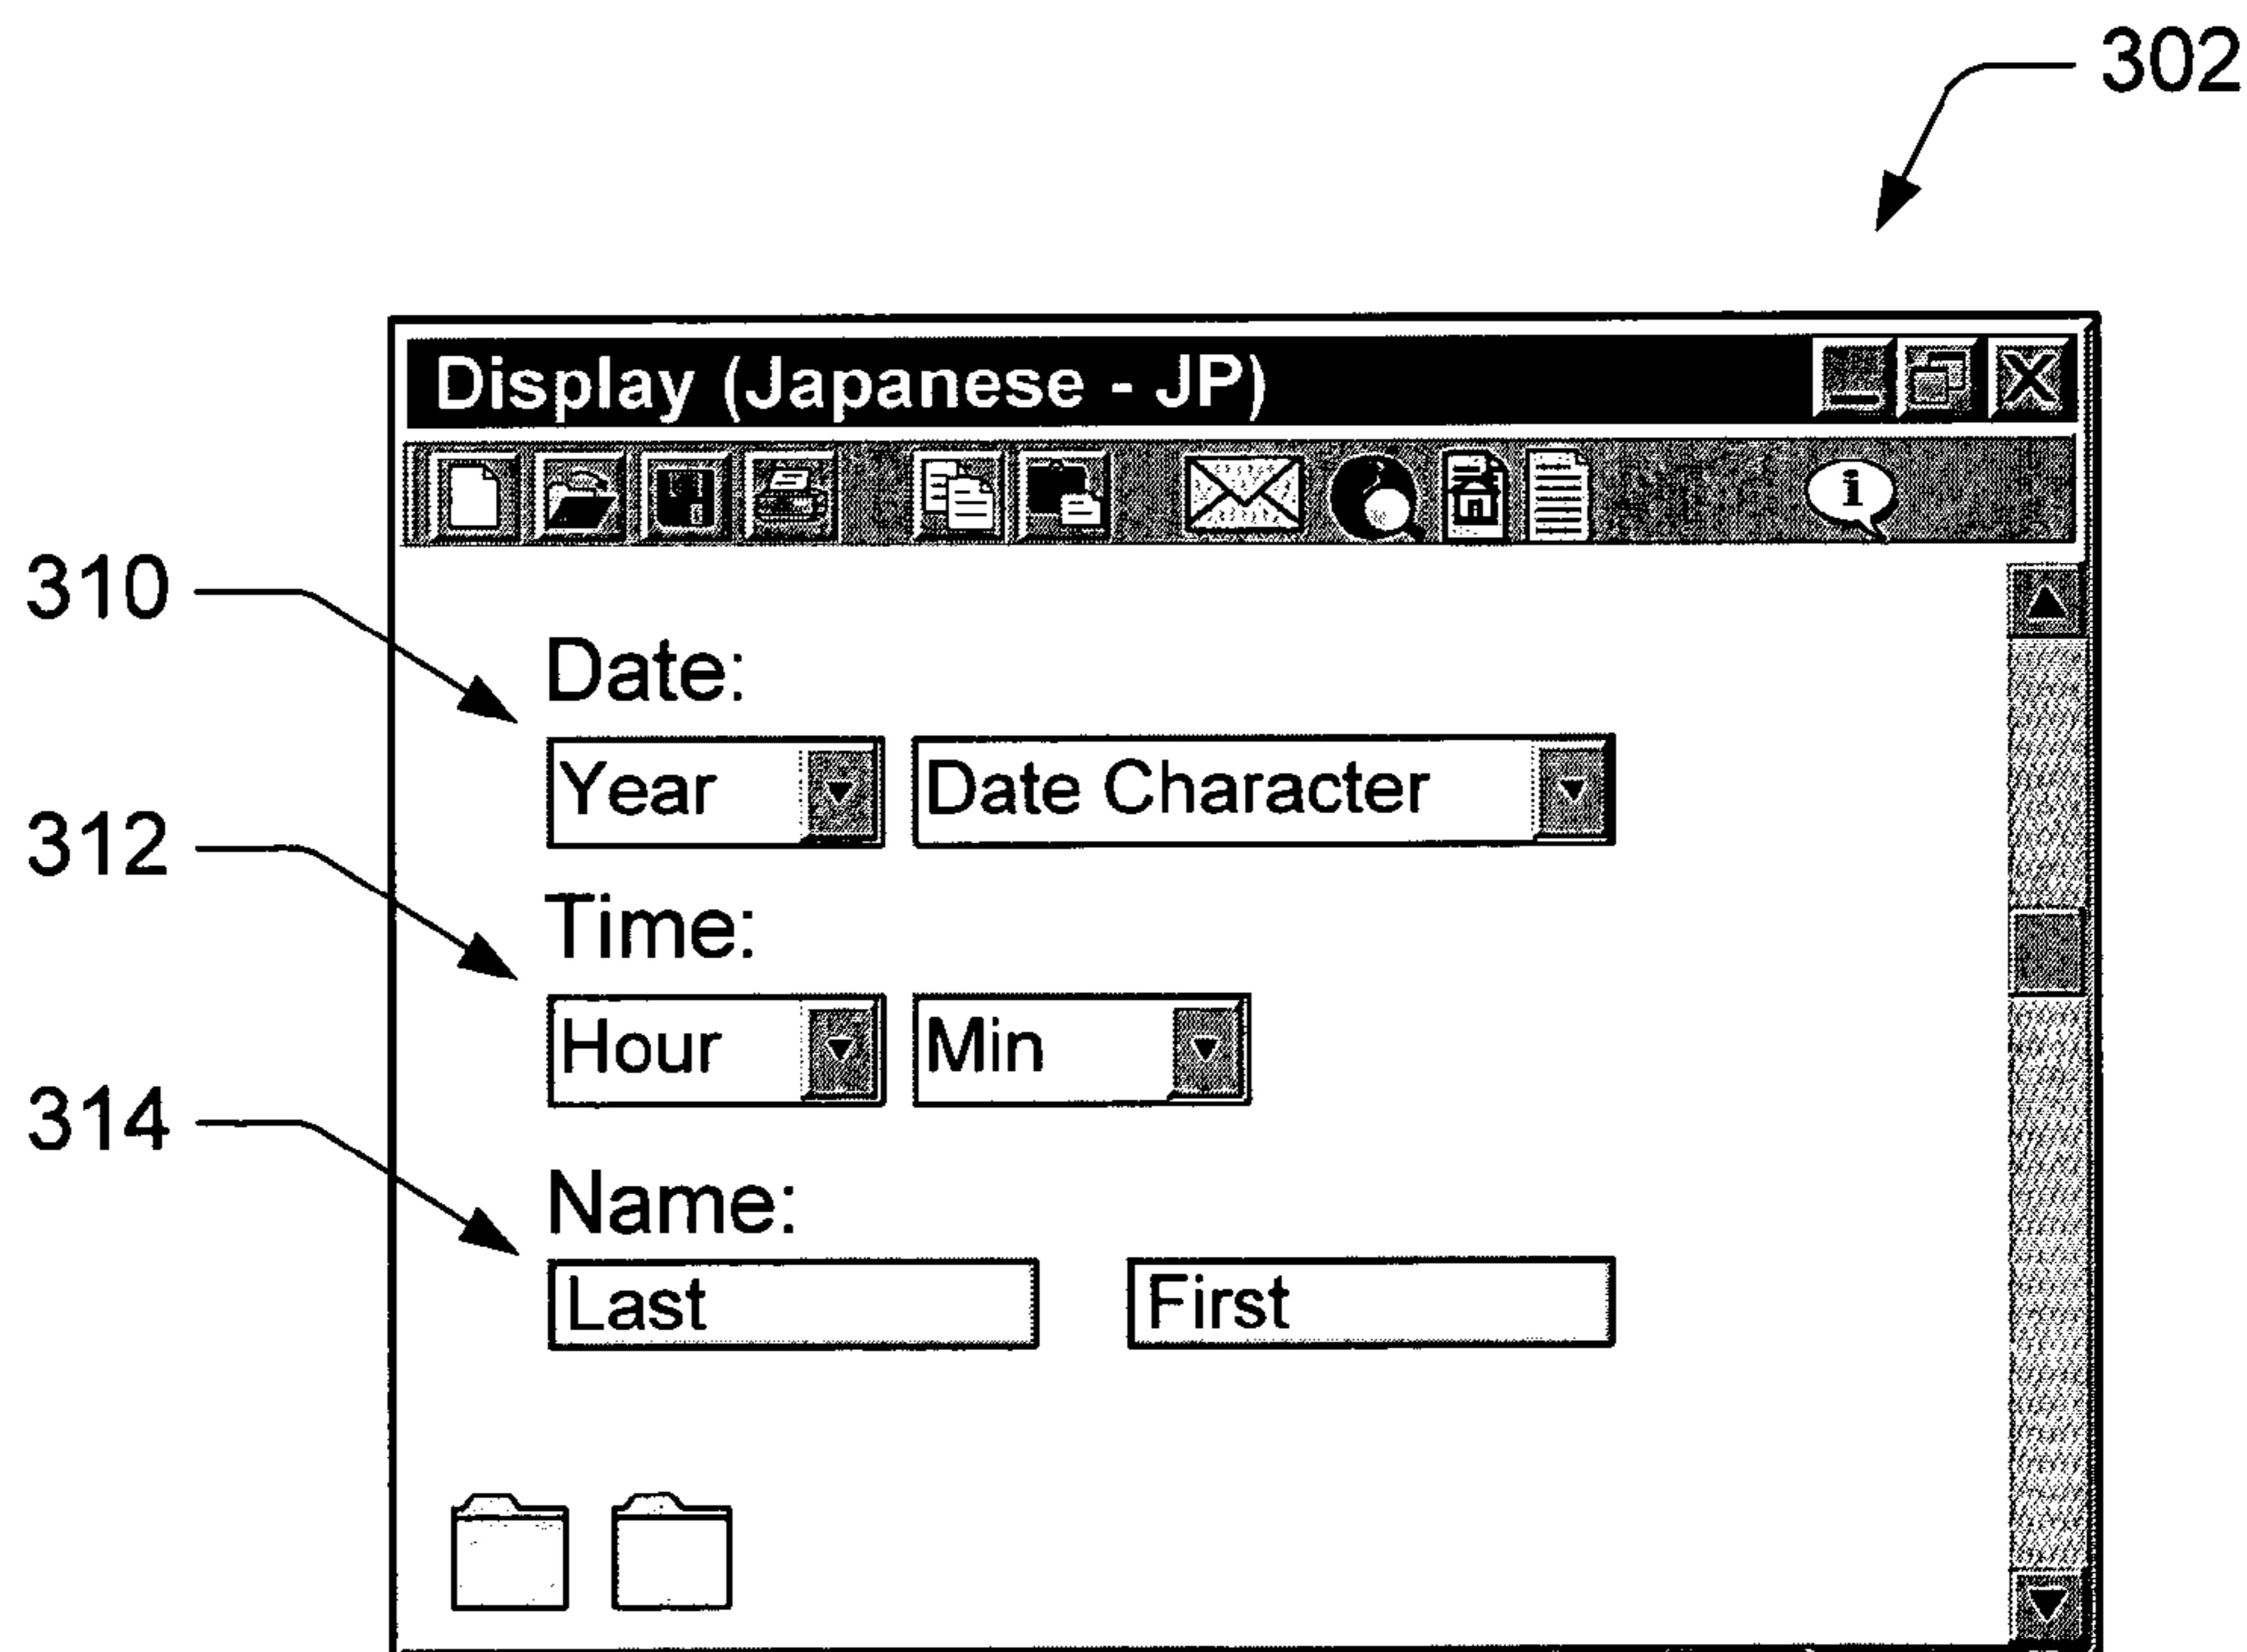 302
Display (Japanese - JP)
i
310
Date:
Year Date Character
312
Time:
Hour Min
314
Name:
Last First